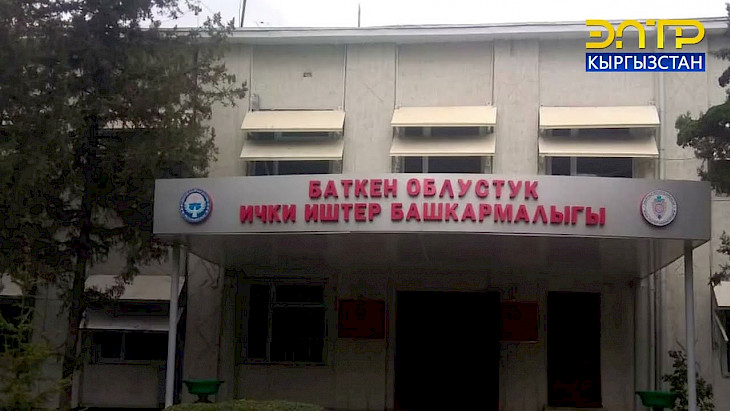 ЭЛТР
КЫРГЫЗСТАН
БАТКЕН ОБЛУСТУК
ИЧКИ ИШТЕР БАШКАРМАЛЫГЫ